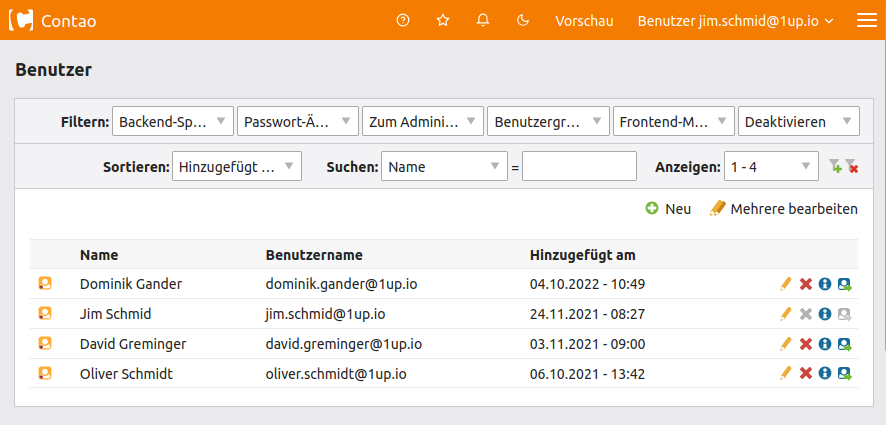 Contao Vorschau Benutzer jim.schmid@1up.io
Benutzer
Filtern: Backend-Sp... Passwort-Ä... Zum Admini... Benutzergr... Frontend-M... Deaktivieren
Sortieren: Hinzugefügt ... Suchen: Name = Anzeigen: 1 - 4
Neu Mehrere bearbeiten
Name Benutzername Hinzugefügt am
Dominik Gander dominik.gander@1up.io 04.10.2022 - 10:49
Jim Schmid jim.schmid@1up.io 24.11.2021 - 08:27
David Greminger david.greminger@1up.io 03.11.2021 - 09:00
Oliver Schmidt oliver.schmidt@1up.io 06.10.2021 - 13:42